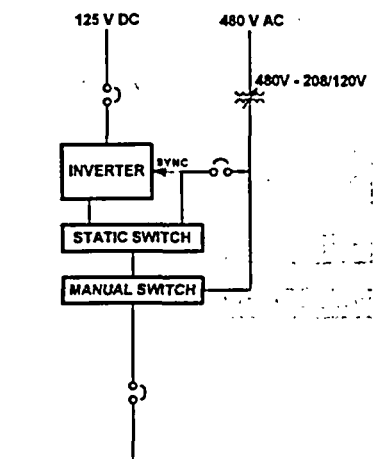 125 V DC
480 V AC
480V - 208/120V
INVERTER
SYNC
STATIC SWITCH
MANUAL SWITCH